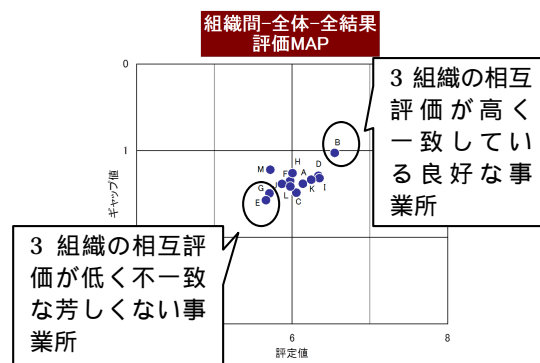 組織間−全体−全結果
評価MAP
3 組織の相互
評価が高く
一致してい
る良好な事
業所
0
1
ギャップ値
B
H
D
M
F
A
J
I
G
K
L
E
C
3 組織の相互評
価が低く不一致
な芳しくない事
業所
6
8
評定値